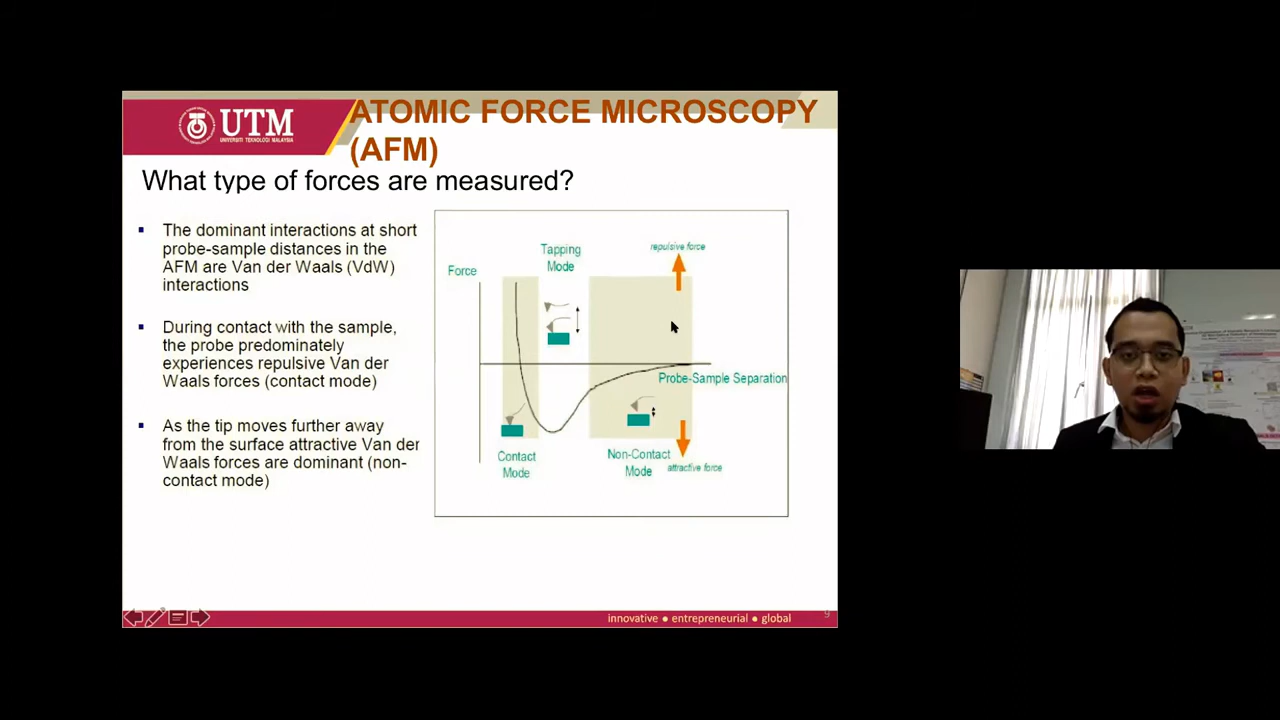 ATOMIC FORCE MICROSCOPY
(AFM)
UTM
UNIVERSITI TEKNOLOGI MALAYSIA
What type of forces are measured?
The dominant interactions at short
probe-sample distances in the
AFM are Van der Waals (VdW)
interactions
During contact with the sample,
the probe predominately
experiences repulsive Van der
Waals forces (contact mode)
As the tip moves further away
from the surface attractive Van der
Waals forces are dominant (non-
contact mode)
Force
Tapping
Mode
repulsive force
Probe-Sample Separation
Contact
Mode
Non-Contact
Mode
attractive force
innovative ● entrepreneurial ● global
9